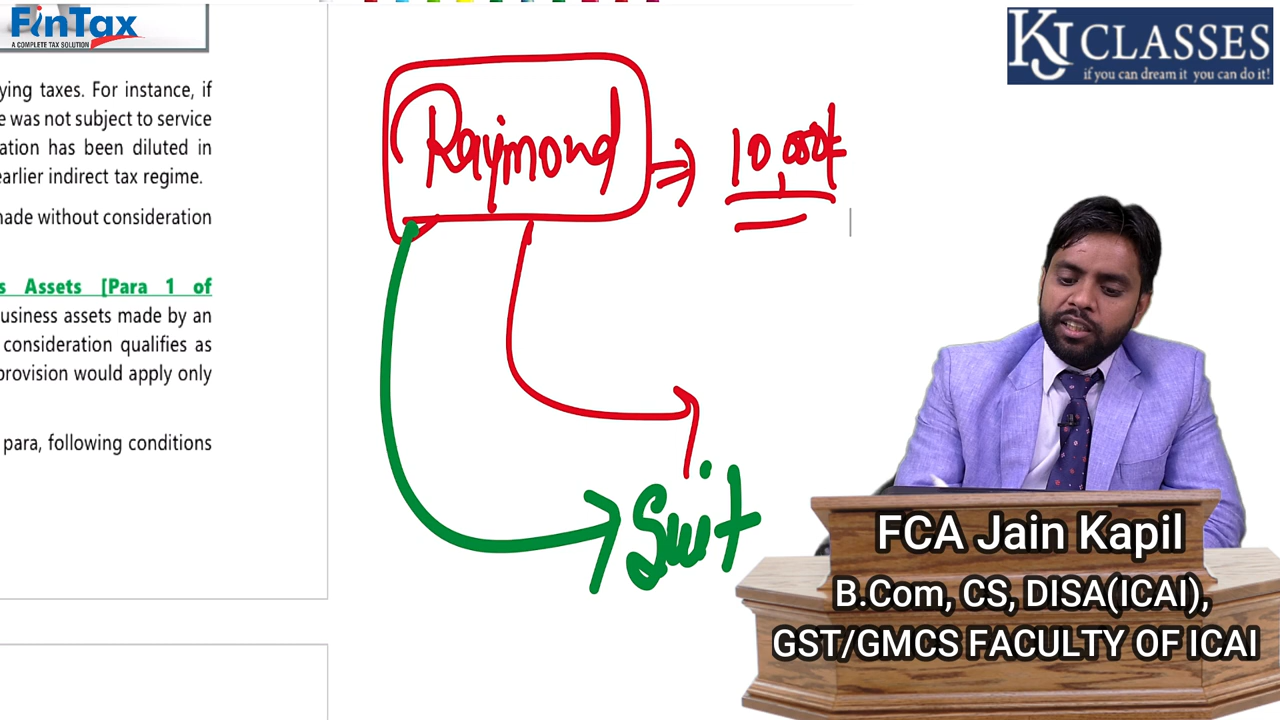 FinTax
A COMPLETE TAX SOLUTION
ying taxes. For instance, if
e was not subject to service
ation has been diluted in
earlier indirect tax regime.
nade without consideration
s Assets [Para 1 of
usiness assets made by an
consideration qualifies as
provision would apply only
para, following conditions
Raymond
10,000/-
Suit
KJ CLASSES
if you can dream it you can do it!
FCA Jain Kapil
B.Com, CS, DISA(ICAI),
GST/GMCS FACULTY OF ICAI